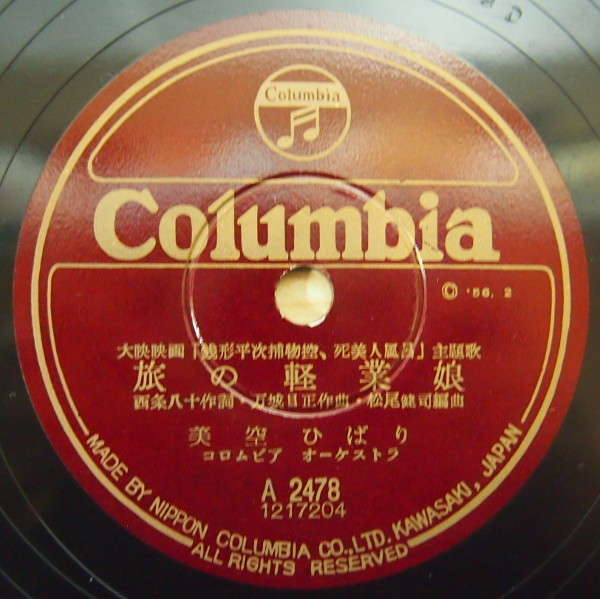 Columbia
Columbia
© '56. 2
大映映画「銭形平次捕物控、死美人風呂」主題歌
旅の軽業娘
西条八十作詞・万城目正作曲・松尾健司編曲
美空ひばり
コロムビア オーケストラ
A 2478
1217204
MADE BY NIPPON COLUMBIA CO., LTD. KAWASAKI, JAPAN
ALL RIGHTS RESERVED